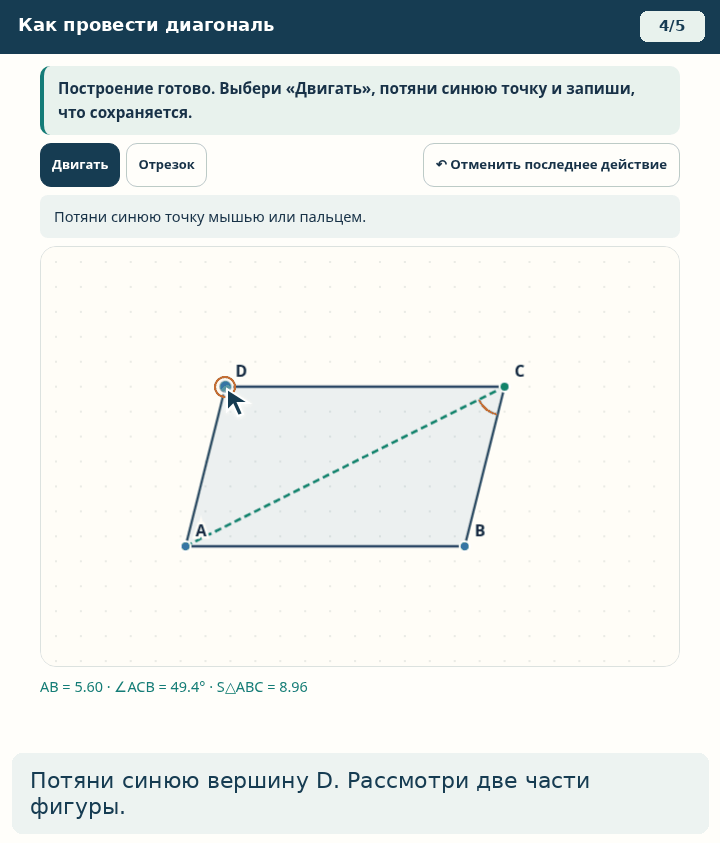 Как провести диагональ
4/5
Построение готово. Выбери «Двигать», потяни синюю точку и запиши,
что сохраняется.
Двигать
Отрезок
↶ Отменить последнее действие
Потяни синюю точку мышью или пальцем.
D
C
A
B
AB = 5.60 · ∠ACB = 49.4° · S△ABC = 8.96
Потяни синюю вершину D. Рассмотри две части
фигуры.